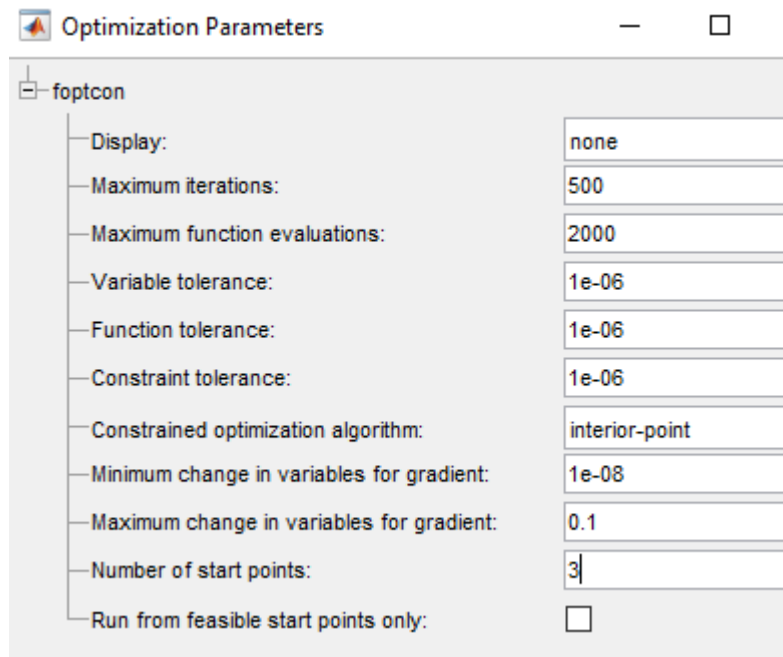 Optimization Parameters
foptcon
Display: none
Maximum iterations: 500
Maximum function evaluations: 2000
Variable tolerance: 1e-06
Function tolerance: 1e-06
Constraint tolerance: 1e-06
Constrained optimization algorithm: interior-point
Minimum change in variables for gradient: 1e-08
Maximum change in variables for gradient: 0.1
Number of start points: 3
Run from feasible start points only: